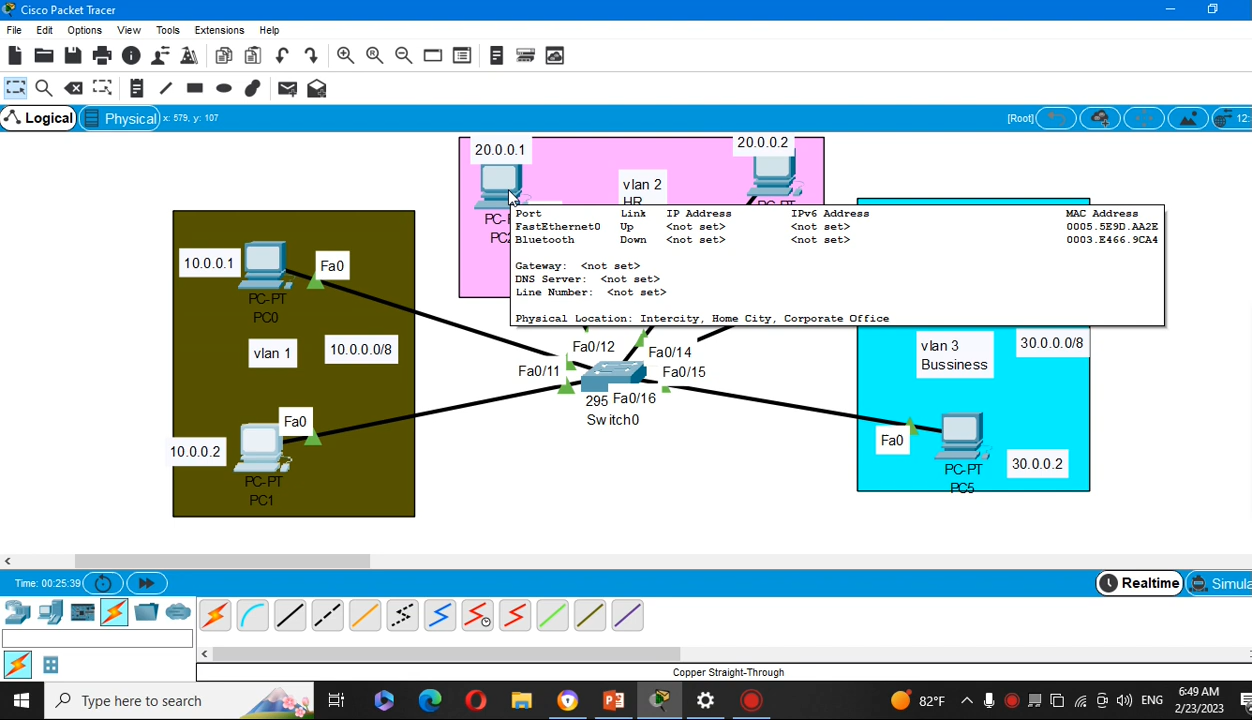 Cisco Packet Tracer
File Edit Options View Tools Extensions Help
Logical Physical x: 579, y: 107 [Root] 12:
20.0.0.1
20.0.0.2
vlan 2
HR
PC-PT
Port Link IP Address IPv6 Address MAC Address
FastEthernet0 Up <not set> <not set> 0005.5E9D.AA2E
Bluetooth Down <not set> <not set> 0003.E466.9CA4
Gateway: <not set>
DNS Server: <not set>
Line Number: <not set>
Physical Location: Intercity, Home City, Corporate Office
10.0.0.1
Fa0
PC-PT
PC0
vlan 1
10.0.0.0/8
Fa0
10.0.0.2
PC-PT
PC1
Fa0/12
Fa0/14
Fa0/11
Fa0/15
295
Fa0/16
Switch0
vlan 3
Bussiness
30.0.0.0/8
Fa0
30.0.0.2
PC-PT
PC5
Time: 00:25:39
Realtime
Simula
Copper Straight-Through
Type here to search
82°F
ENG
6:49 AM
2/23/2023